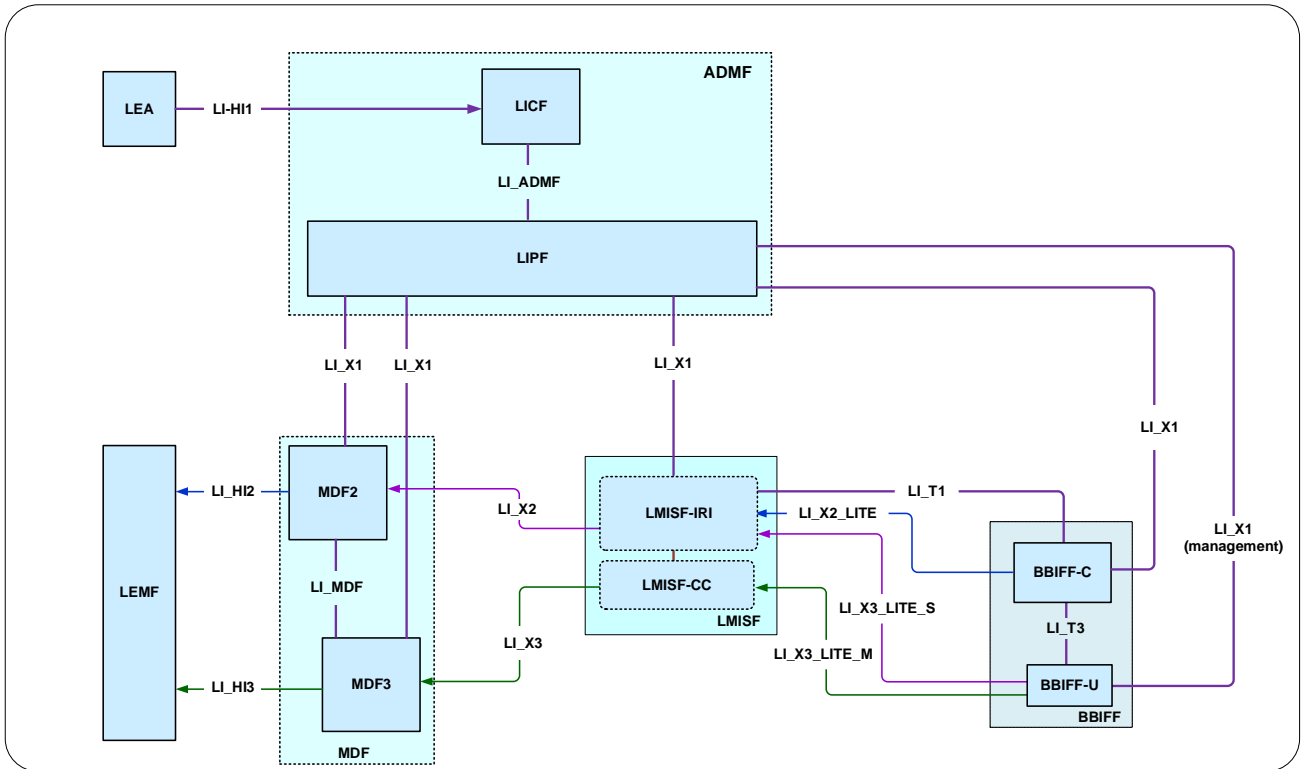 ADMF
LEA
LI-HI1
LICF
LI_ADMF
LIPF
LI_X1
LI_X1
LI_X1
LI_X1
LI_X1
(management)
LEMF
LI_HI2
MDF2
LI_X2
LMISF-IRI
LI_T1
LI_X2_LITE
BBIFF-C
LI_MDF
LMISF-CC
LMISF
LI_X3_LITE_S
LI_T3
LI_X3
LI_X3_LITE_M
LI_HI3
MDF3
BBIFF-U
BBIFF
MDF